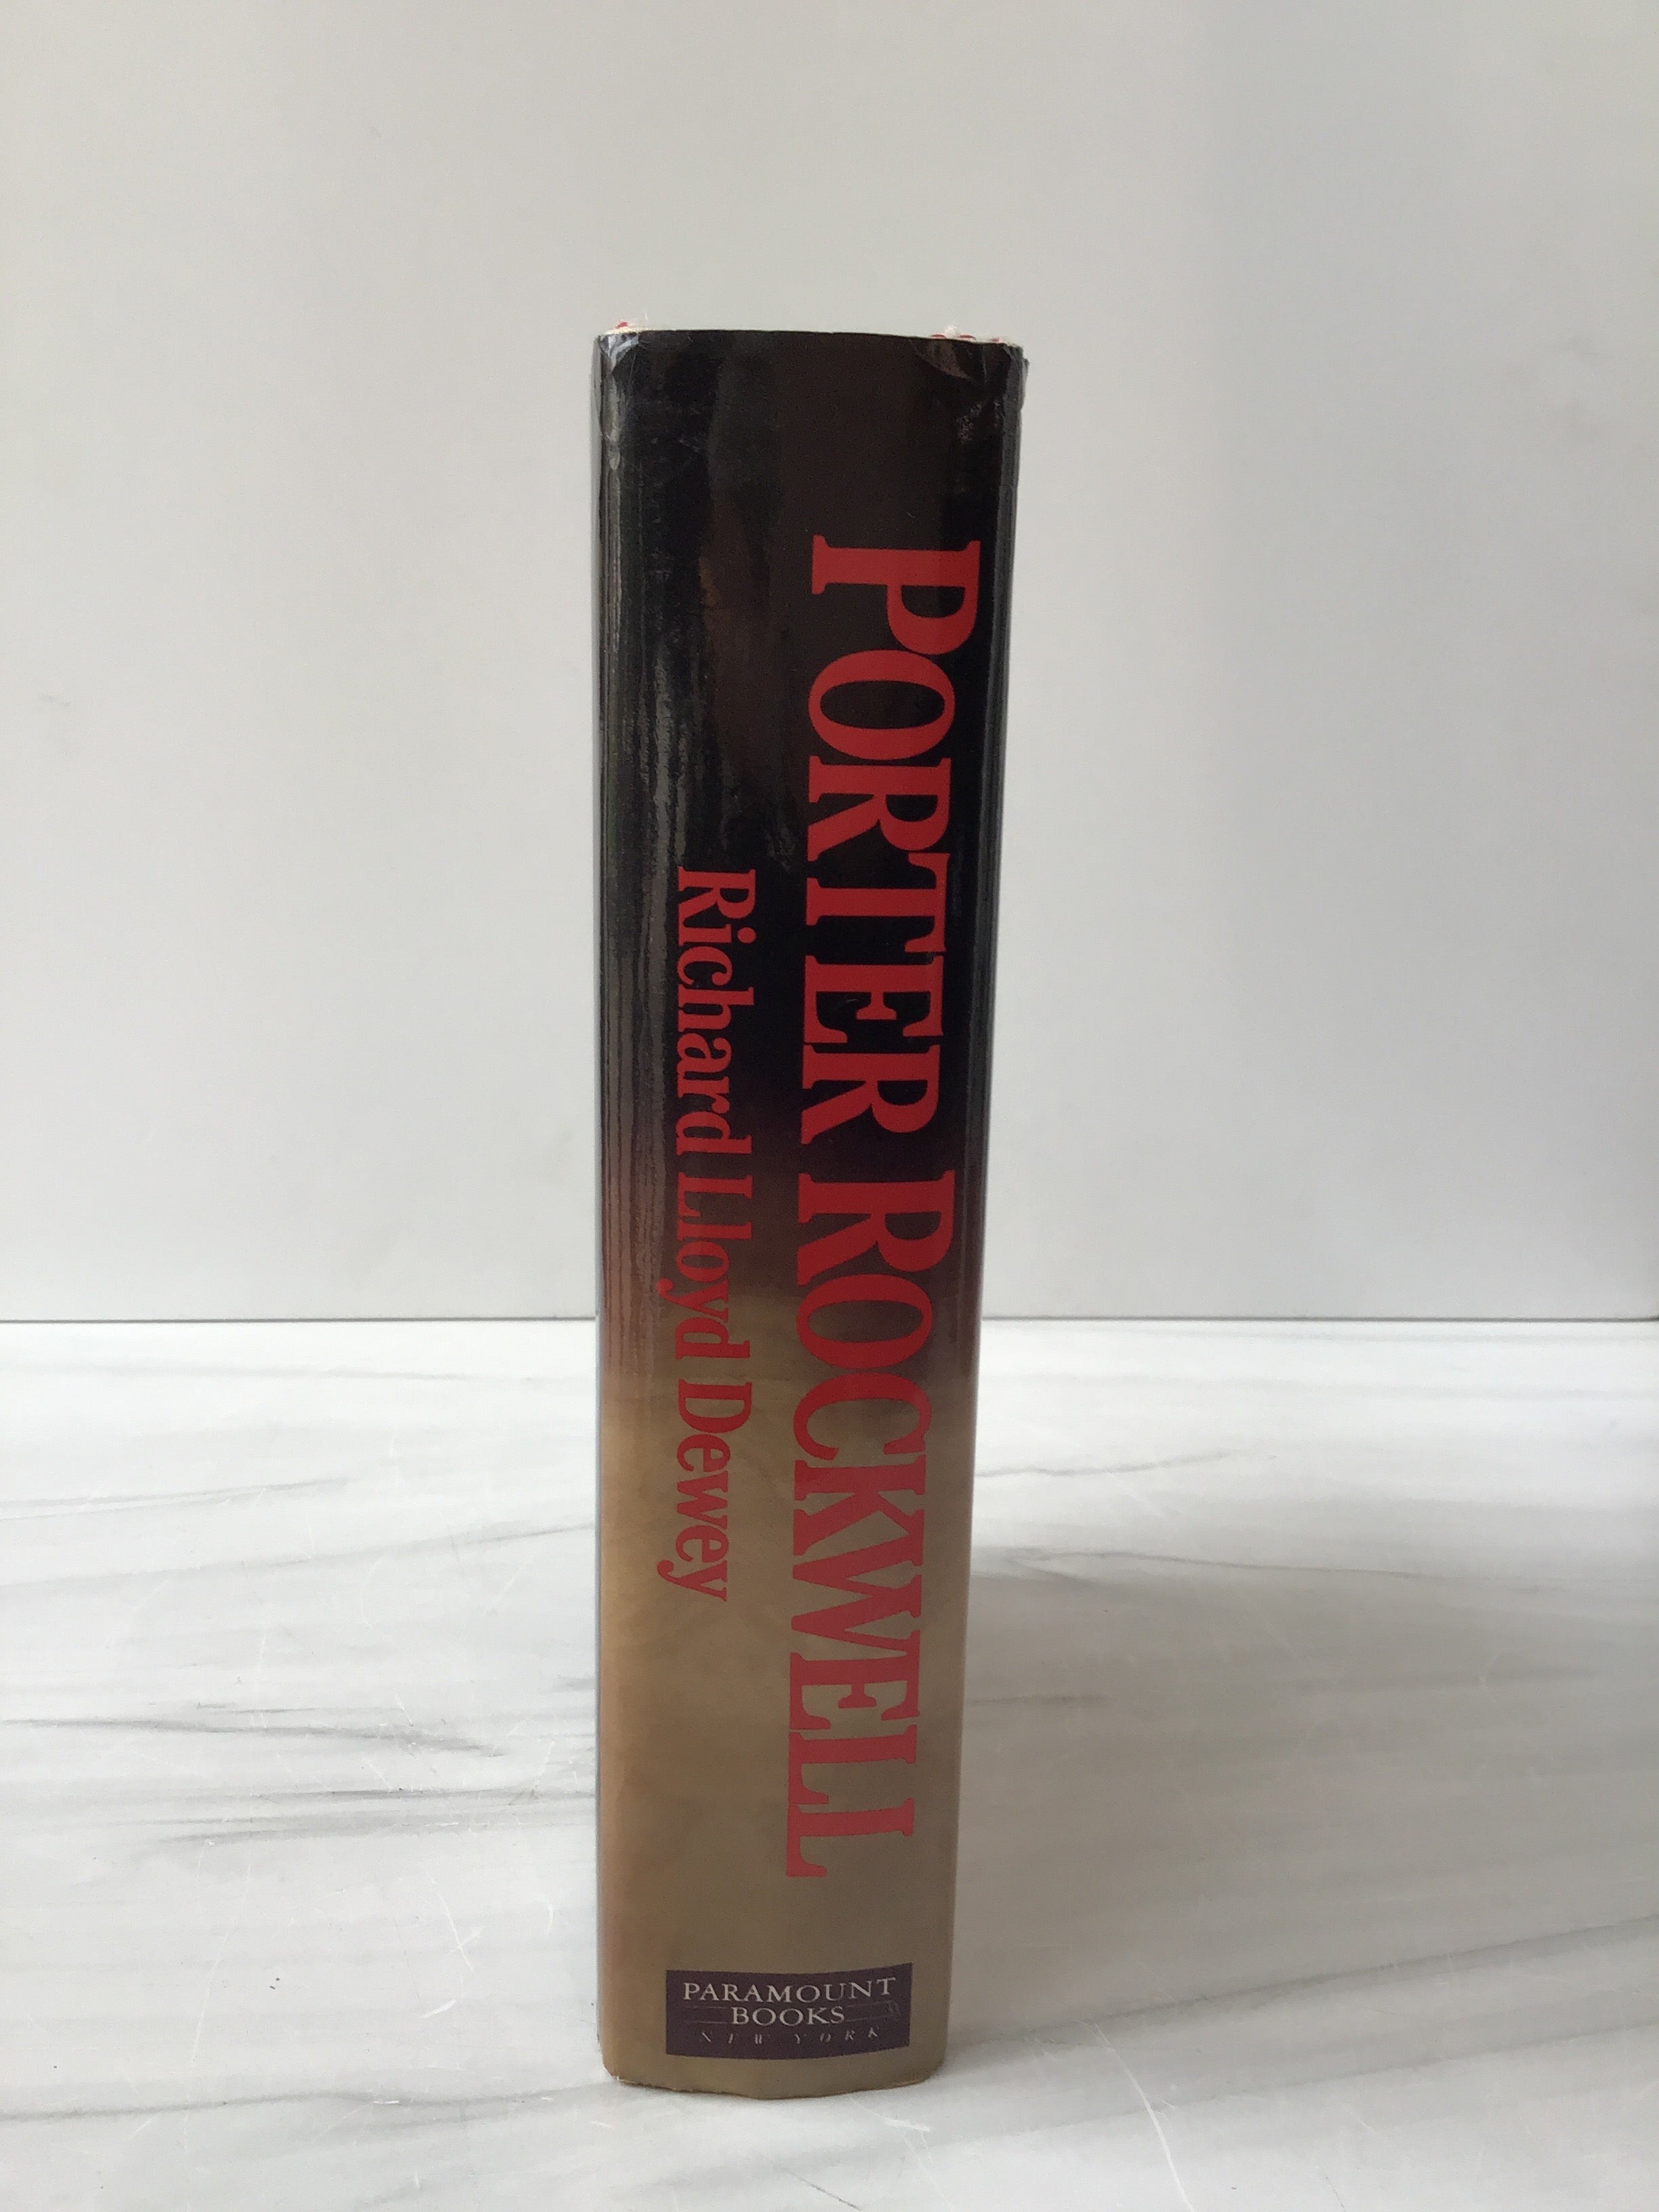 PORTER ROCKWELL
Richard Lloyd Dewey
PARAMOUNT
BOOKS
NEW YORK